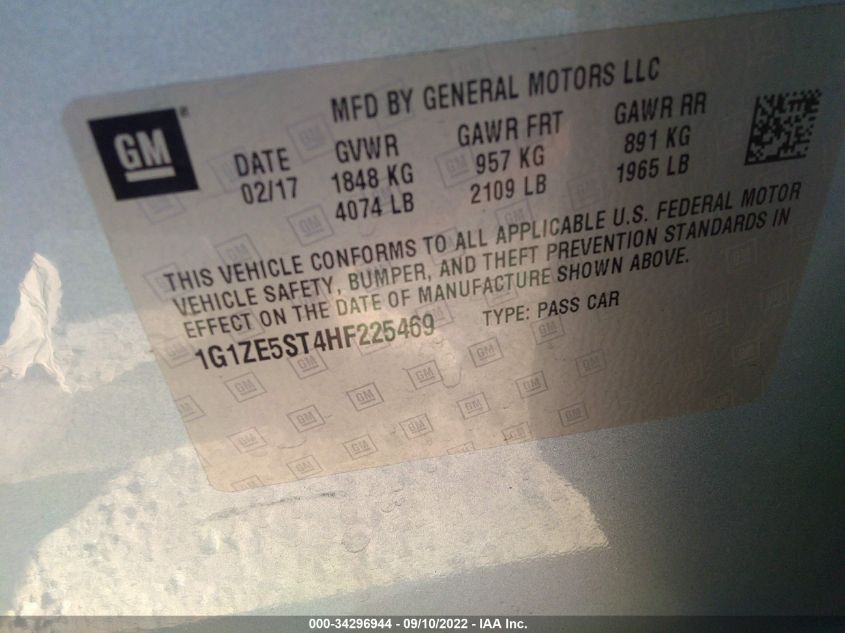 MFD BY GENERAL MOTORS LLC
GM ®
DATE GVWR GAWR FRT GAWR RR
02/17 1848 KG 957 KG 891 KG
4074 LB 2109 LB 1965 LB
THIS VEHICLE CONFORMS TO ALL APPLICABLE U.S. FEDERAL MOTOR
VEHICLE SAFETY, BUMPER, AND THEFT PREVENTION STANDARDS IN
EFFECT ON THE DATE OF MANUFACTURE SHOWN ABOVE.
1G1ZE5ST4HF225469 TYPE: PASS CAR
000-34296944 - 09/10/2022 - IAA Inc.